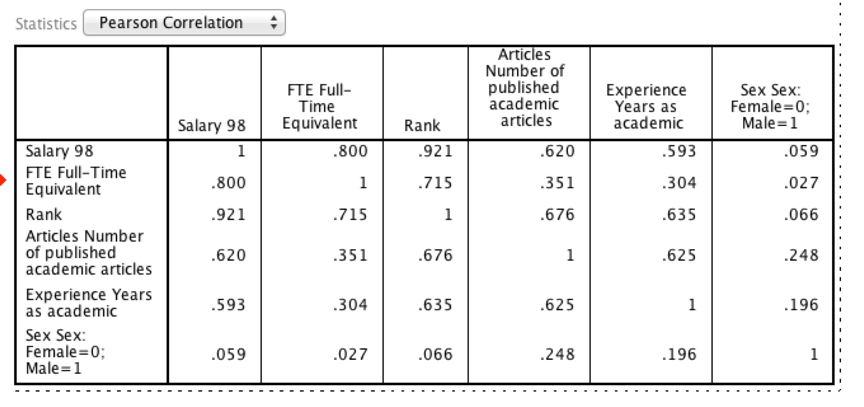 Statistics Pearson Correlation
Salary 98 FTE Full-Time Equivalent Rank Articles Number of published academic articles Experience Years as academic Sex Sex: Female=0; Male=1
Salary 98 1 .800 .921 .620 .593 .059
FTE Full-Time Equivalent .800 1 .715 .351 .304 .027
Rank .921 .715 1 .676 .635 .066
Articles Number of published academic articles .620 .351 .676 1 .625 .248
Experience Years as academic .593 .304 .635 .625 1 .196
Sex Sex: Female=0; Male=1 .059 .027 .066 .248 .196 1